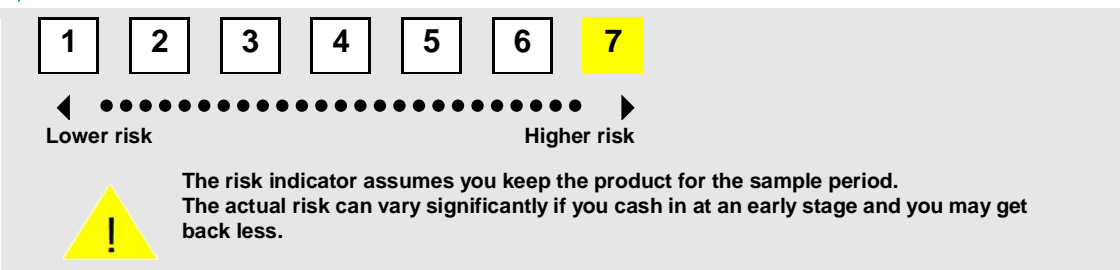 1 2 3 4 5 6 7
Lower risk Higher risk
!
The risk indicator assumes you keep the product for the sample period.
The actual risk can vary significantly if you cash in at an early stage and you may get
back less.